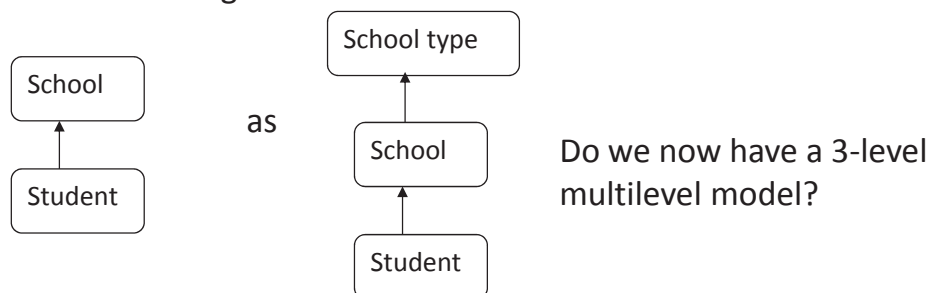 School
Student
as
School type
School
Student
Do we now have a 3-level
multilevel model?